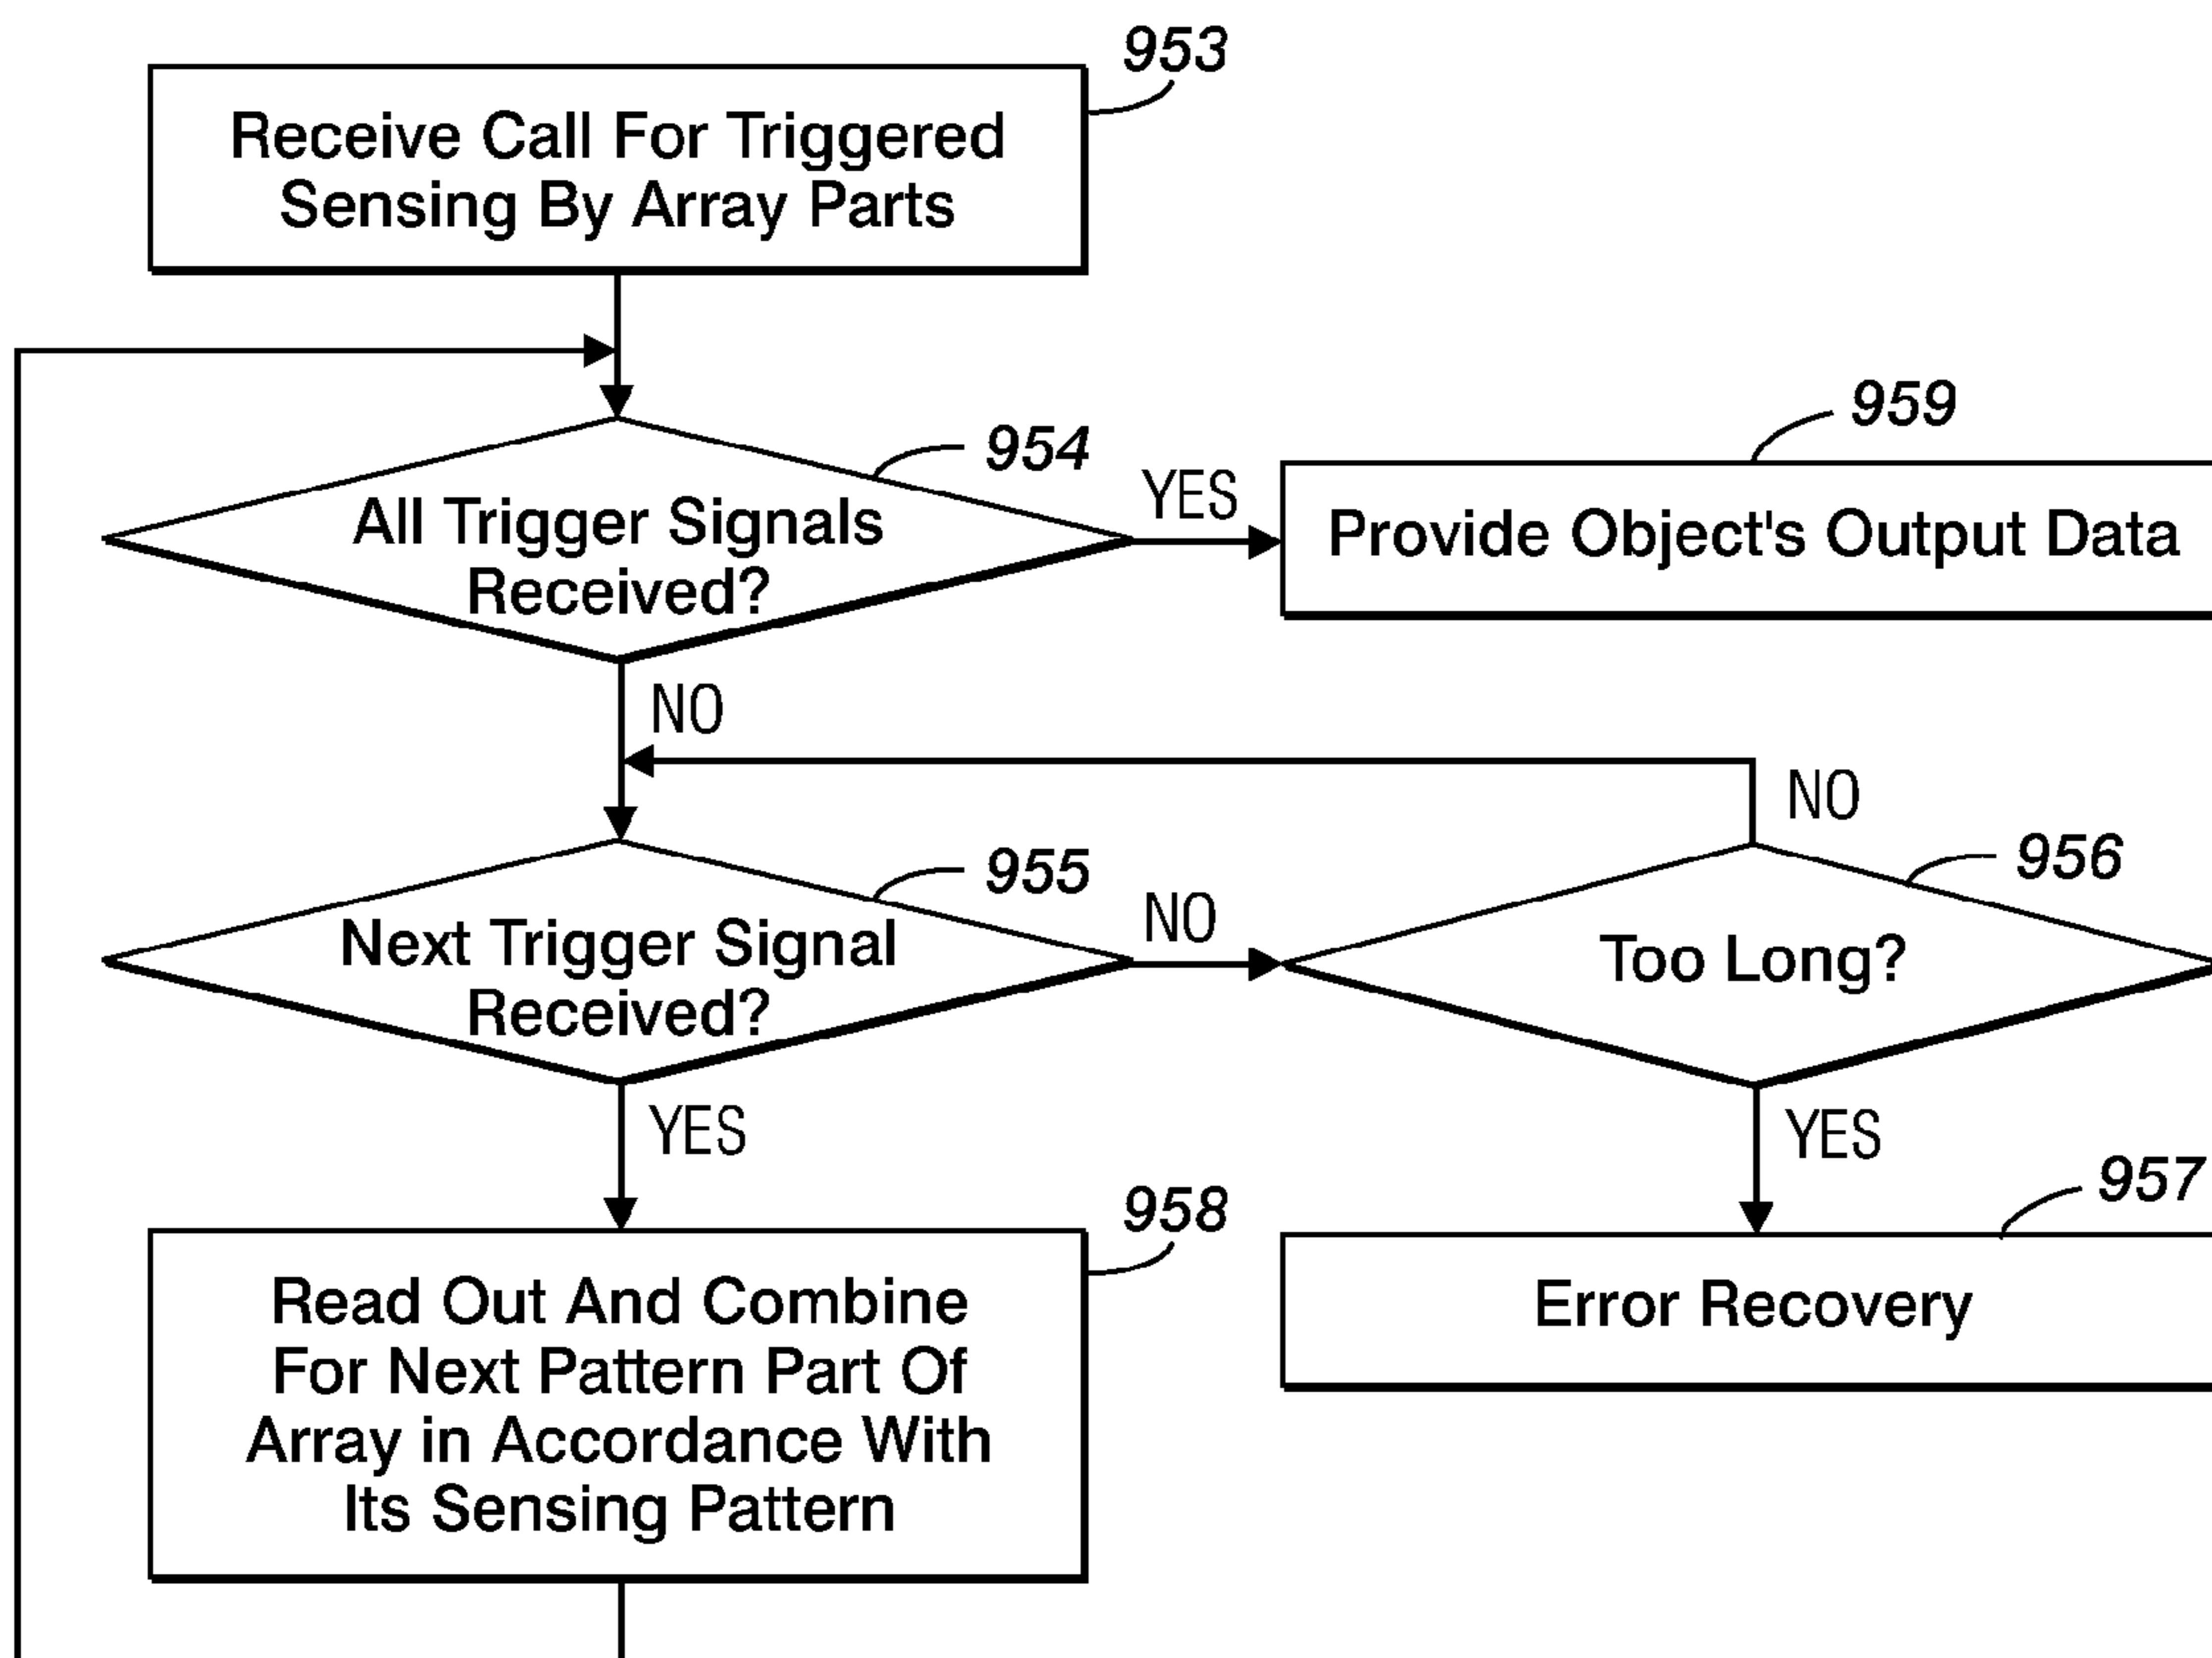 953
Receive Call For Triggered
Sensing By Array Parts
954
All Trigger Signals
Received?
YES
959
Provide Object's Output Data
NO
955
Next Trigger Signal
Received?
NO
956
Too Long?
NO
YES
YES
957
Error Recovery
958
Read Out And Combine
For Next Pattern Part Of
Array in Accordance With
Its Sensing Pattern